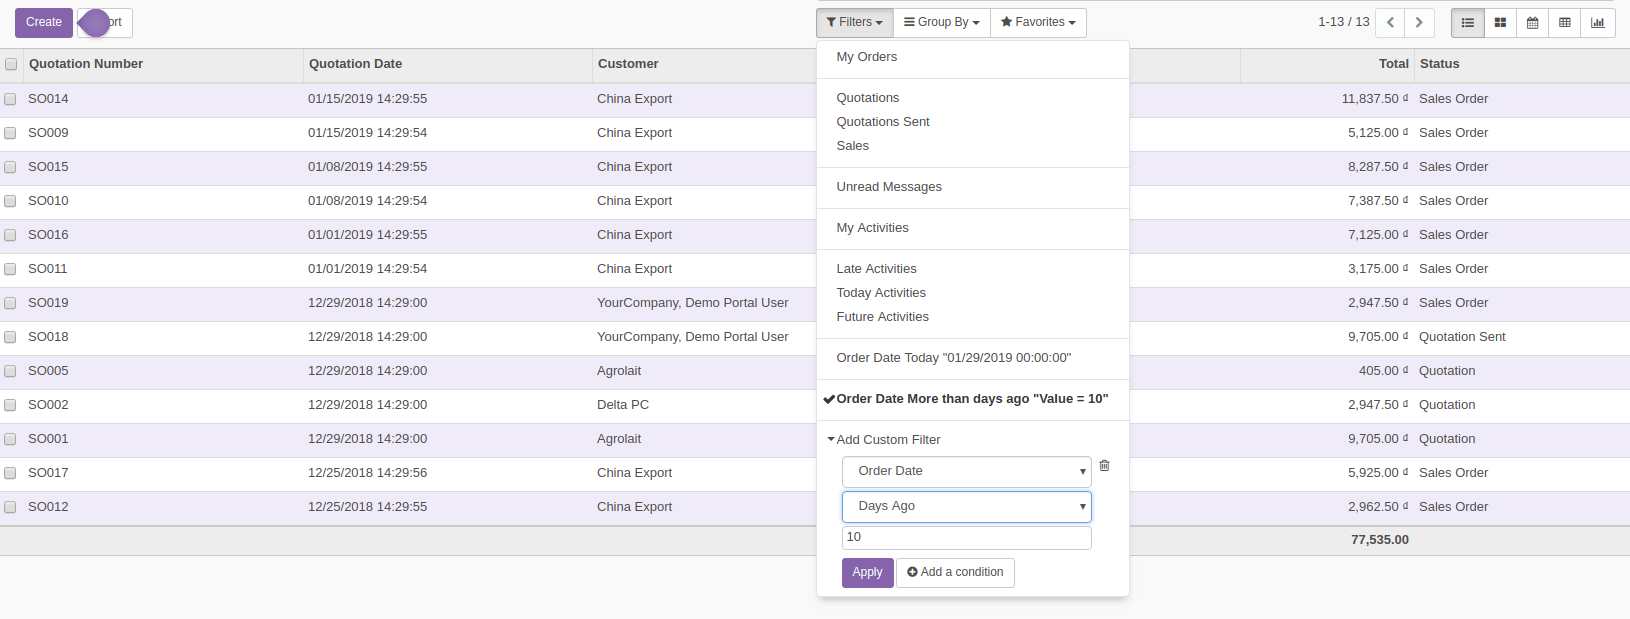 Create ort Filters Group By Favorites 1-13 / 13
Quotation Number Quotation Date Customer Total Status
SO014 01/15/2019 14:29:55 China Export 11,837.50 ₫ Sales Order
SO009 01/15/2019 14:29:54 China Export 5,125.00 ₫ Sales Order
SO015 01/08/2019 14:29:55 China Export 8,287.50 ₫ Sales Order
SO010 01/08/2019 14:29:54 China Export 7,387.50 ₫ Sales Order
SO016 01/01/2019 14:29:55 China Export 7,125.00 ₫ Sales Order
SO011 01/01/2019 14:29:54 China Export 3,175.00 ₫ Sales Order
SO019 12/29/2018 14:29:00 YourCompany, Demo Portal User 2,947.50 ₫ Sales Order
SO018 12/29/2018 14:29:00 YourCompany, Demo Portal User 9,705.00 ₫ Quotation Sent
SO005 12/29/2018 14:29:00 Agrolait 405.00 ₫ Quotation
SO002 12/29/2018 14:29:00 Delta PC 2,947.50 ₫ Quotation
SO001 12/29/2018 14:29:00 Agrolait 9,705.00 ₫ Quotation
SO017 12/25/2018 14:29:56 China Export 5,925.00 ₫ Sales Order
SO012 12/25/2018 14:29:55 China Export 2,962.50 ₫ Sales Order
77,535.00
My Orders
Quotations
Quotations Sent
Sales
Unread Messages
My Activities
Late Activities
Today Activities
Future Activities
Order Date Today "01/29/2019 00:00:00"
Order Date More than days ago "Value = 10"
Add Custom Filter
Order Date
Days Ago
10
Apply Add a condition